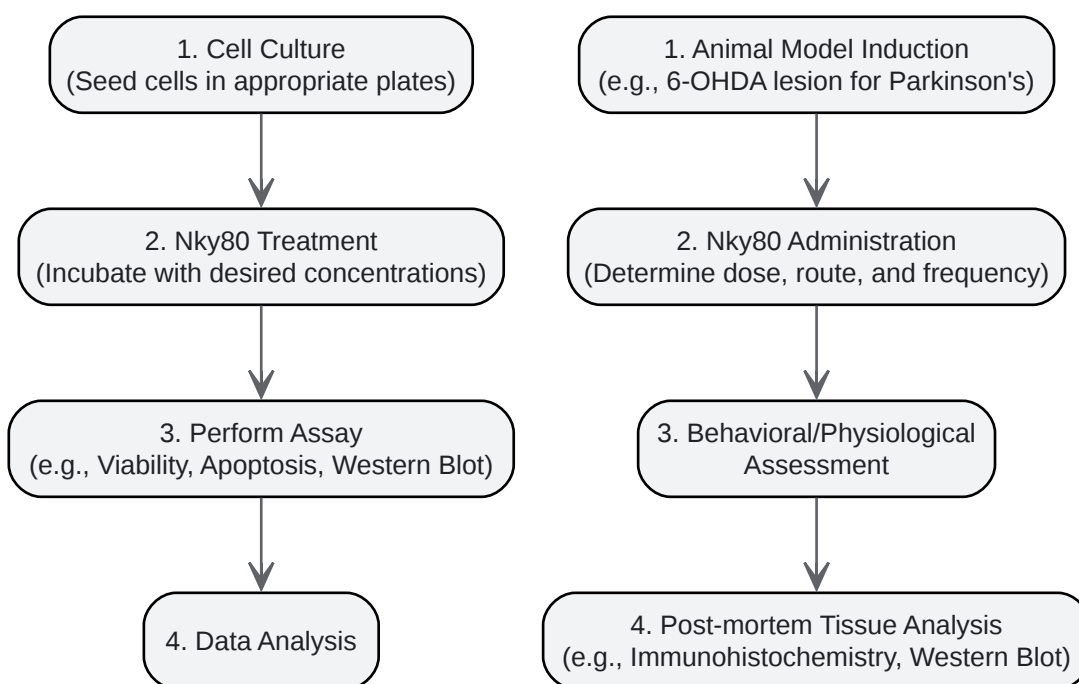 1. Cell Culture
(Seed cells in appropriate plates)
2. Nky80 Treatment
(Incubate with desired concentrations)
3. Perform Assay
(e.g., Viability, Apoptosis, Western Blot)
4. Data Analysis
1. Animal Model Induction
(e.g., 6-OHDA lesion for Parkinson's)
2. Nky80 Administration
(Determine dose, route, and frequency)
3. Behavioral/Physiological
Assessment
4. Post-mortem Tissue Analysis
(e.g., Immunohistochemistry, Western Blot)